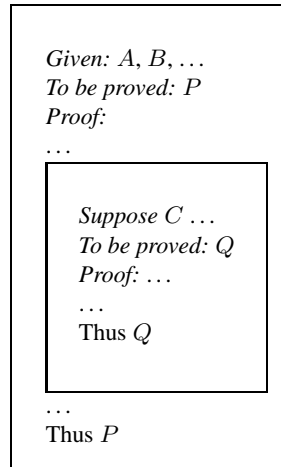 Given: A, B, …
To be proved: P
Proof:
…
Suppose C …
To be proved: Q
Proof: …
…
Thus Q
…
Thus P